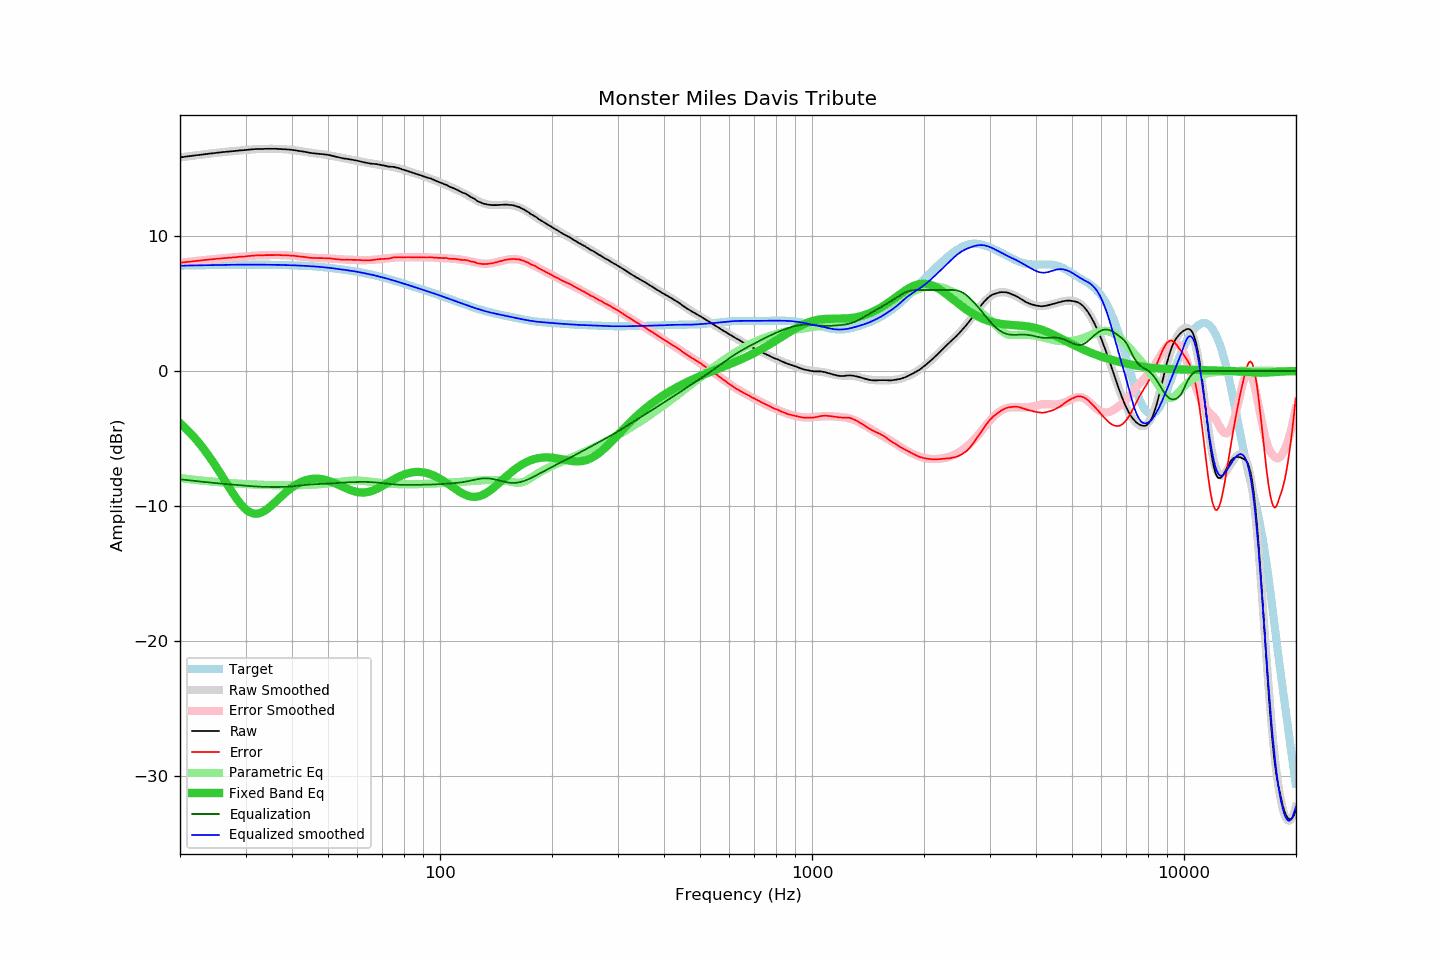 Monster Miles Davis Tribute
Amplitude (dBr)
10
0
−10
−20
−30
Target
Raw Smoothed
Error Smoothed
Raw
Error
Parametric Eq
Fixed Band Eq
Equalization
Equalized smoothed
100
1000
10000
Frequency (Hz)